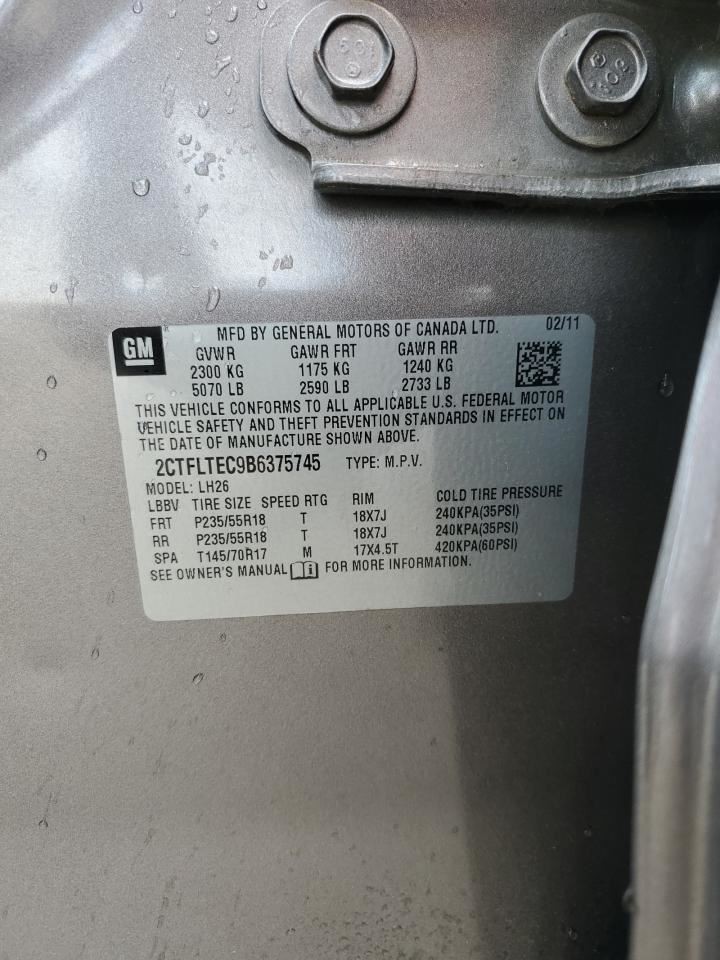 GM
MFD BY GENERAL MOTORS OF CANADA LTD. 02/11
GVWR GAWR FRT GAWR RR
2300 KG 1175 KG 1240 KG
5070 LB 2590 LB 2733 LB
THIS VEHICLE CONFORMS TO ALL APPLICABLE U.S. FEDERAL MOTOR
VEHICLE SAFETY AND THEFT PREVENTION STANDARDS IN EFFECT ON
THE DATE OF MANUFACTURE SHOWN ABOVE.
2CTFLTEC9B6375745 TYPE: M.P.V.
MODEL: LH26
LBBV TIRE SIZE SPEED RTG RIM COLD TIRE PRESSURE
FRT P235/55R18 T 18X7J 240KPA(35PSI)
RR P235/55R18 T 18X7J 240KPA(35PSI)
SPA T145/70R17 M 17X4.5T 420KPA(60PSI)
SEE OWNER'S MANUAL FOR MORE INFORMATION.